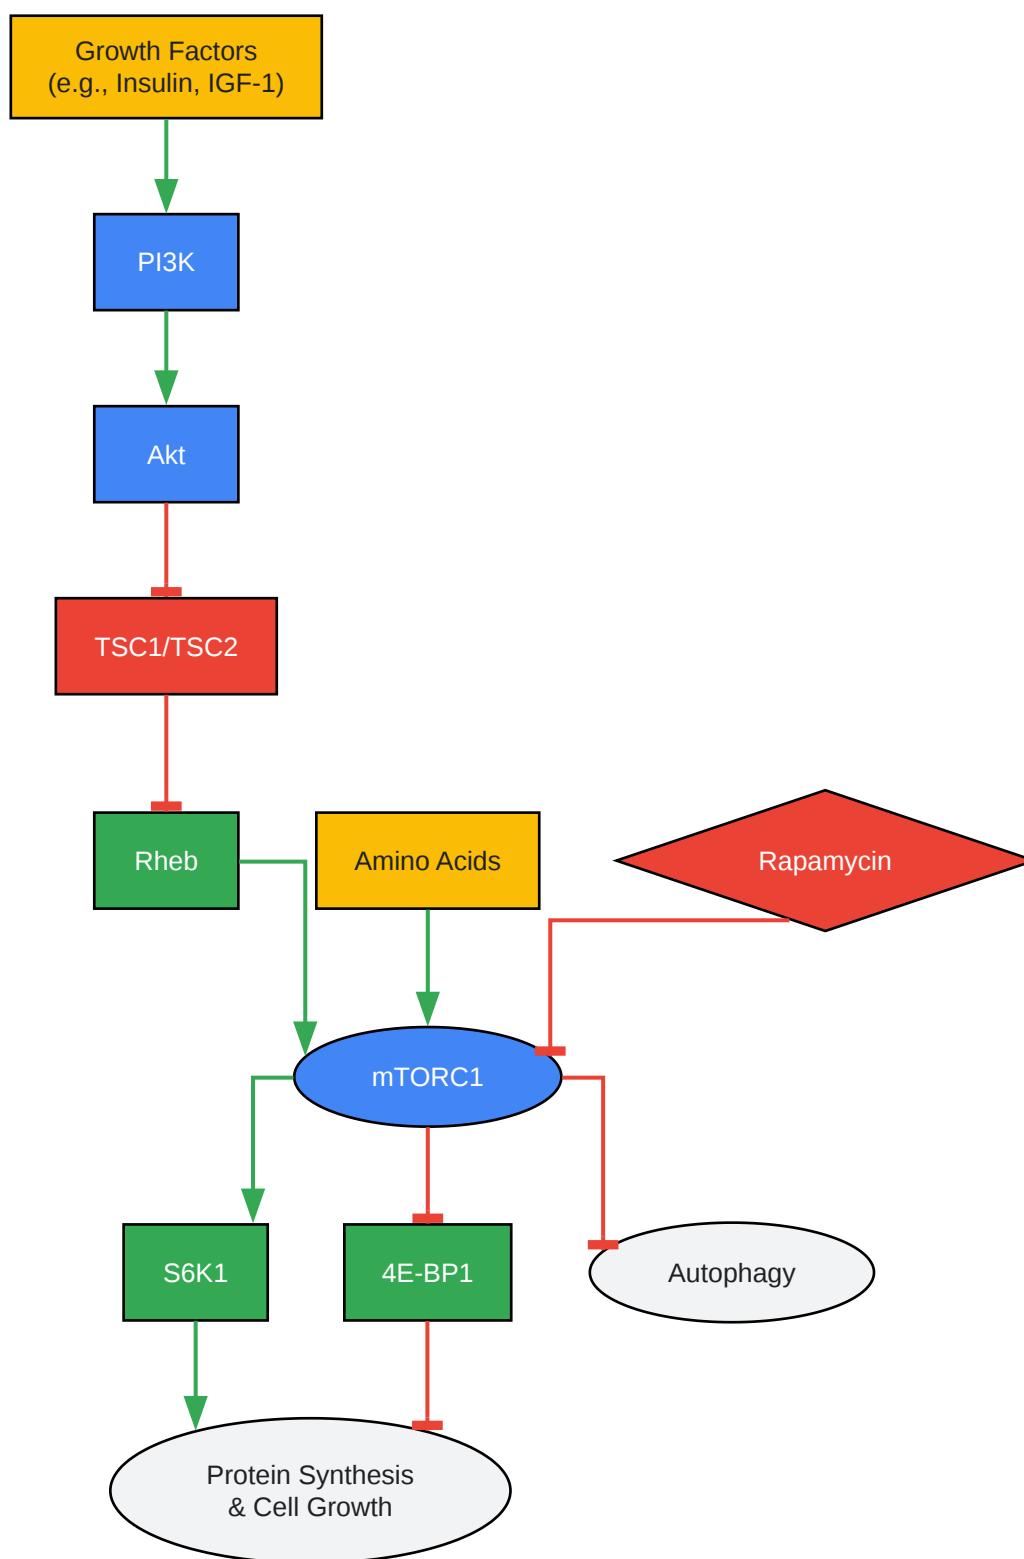 Growth Factors
(e.g., Insulin, IGF-1)
PI3K
Akt
TSC1/TSC2
Rheb
Amino Acids
Rapamycin
mTORC1
S6K1
4E-BP1
Autophagy
Protein Synthesis
& Cell Growth